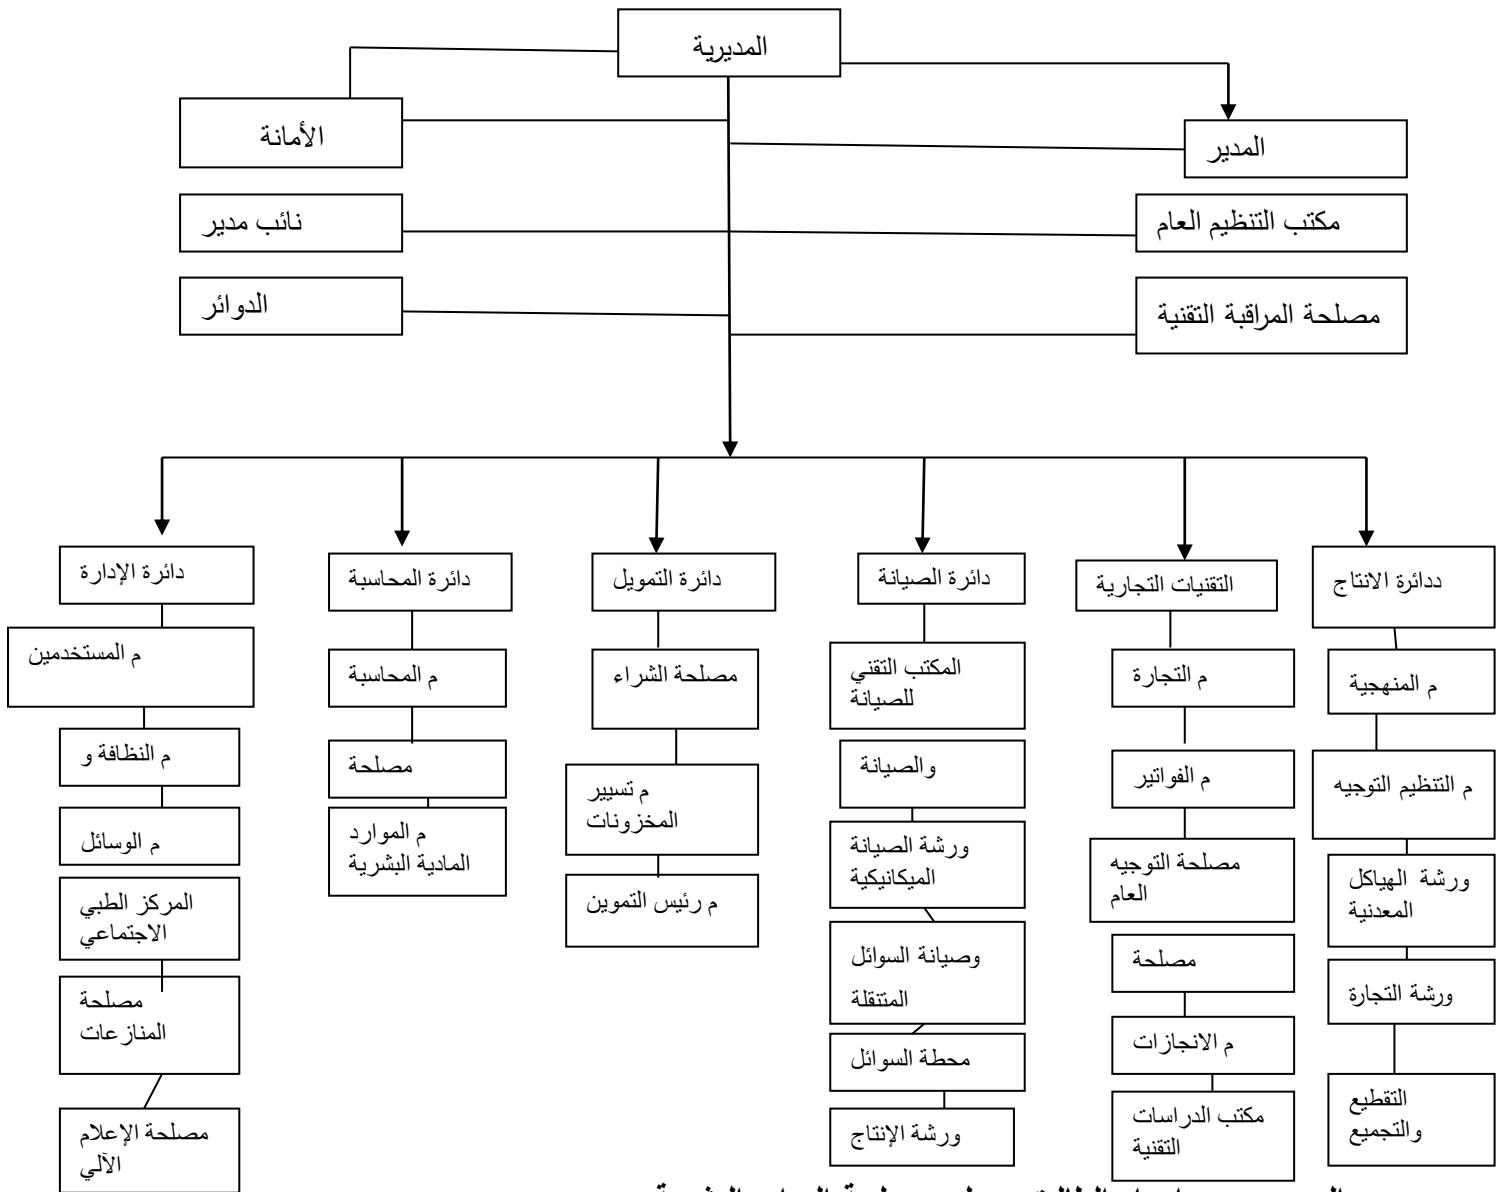 المديرية
الأمانة
المدير
نائب مدير
مكتب التنظيم العام
الدوائر
مصلحة المراقبة التقنية
ددائرة الانتاج
م المنهجية
م التنظيم التوجيه
ورشة الهياكل
المعدنية
ورشة التجارة
التقطيع
والتجميع
التقنيات التجارية
م التجارة
م الفواتير
مصلحة التوجيه
العام
مصلحة
م الانجازات
مكتب الدراسات
التقنية
دائرة الصيانة
المكتب التقني
للصيانة
والصيانة
ورشة الصيانة
الميكانيكية
وصيانة السوائل
المتنقلة
محطة السوائل
ورشة الإنتاج
دائرة التمويل
مصلحة الشراء
م تسيير
المخزونات
م رئيس التموين
دائرة المحاسبة
م المحاسبة
مصلحة
م الموارد
المادية البشرية
دائرة الإدارة
م المستخدمين
م النظافة و
م الوسائل
المركز الطبي
الاجتماعي
مصلحة
المنازعات
مصلحة الإعلام
الآلي